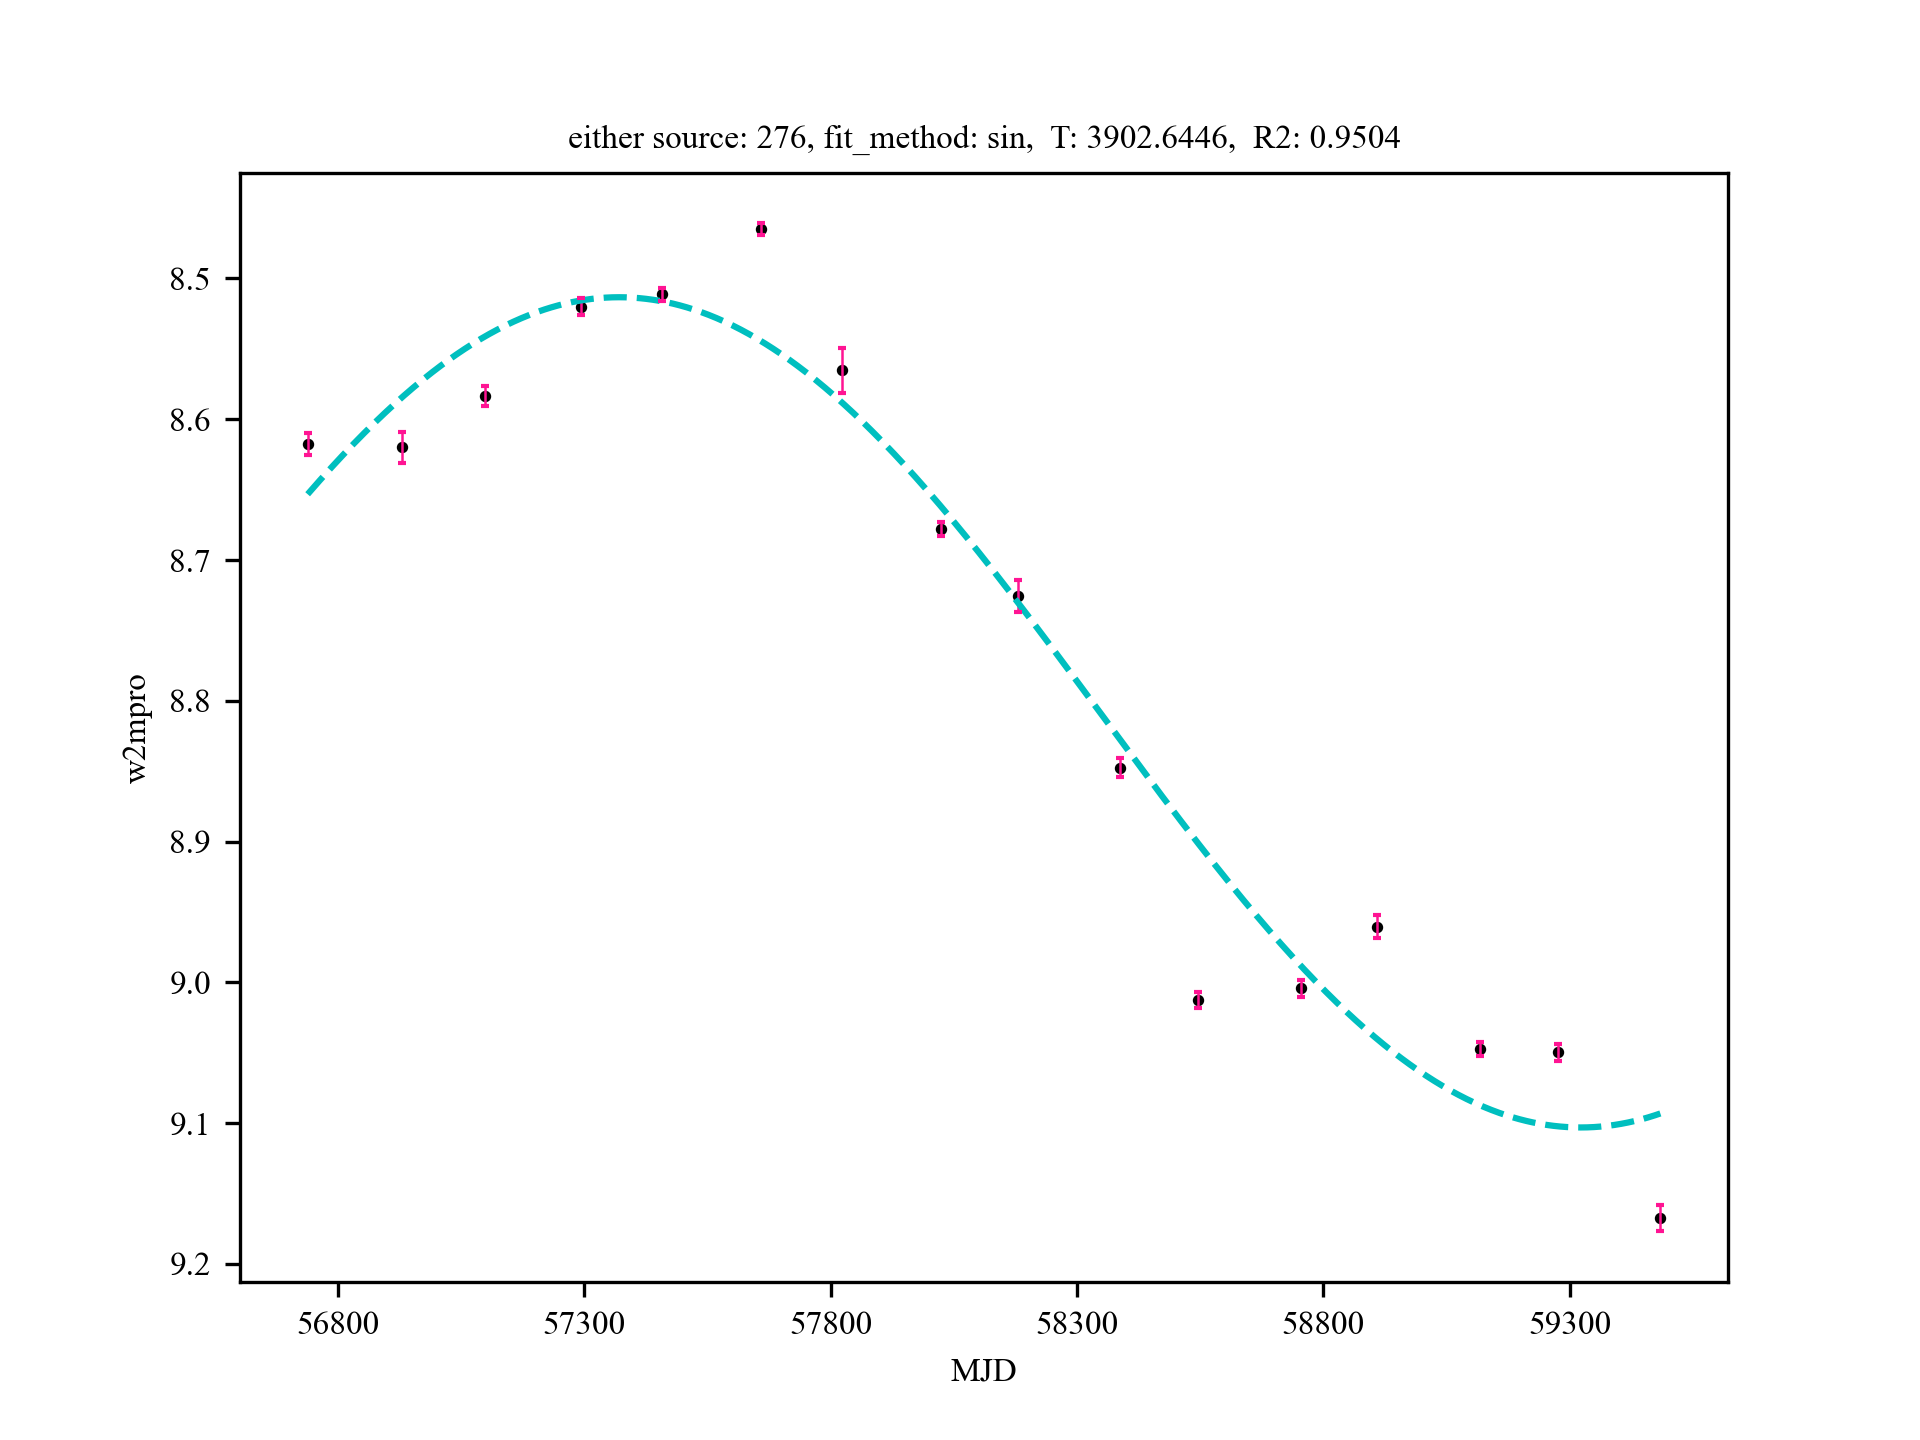 either source: 276, fit_method: sin,  T: 3902.6446,  R2: 0.9504
8.5
8.6
8.7
8.8
8.9
9.0
9.1
9.2
w2mpro
56800 57300 57800 58300 58800 59300
MJD